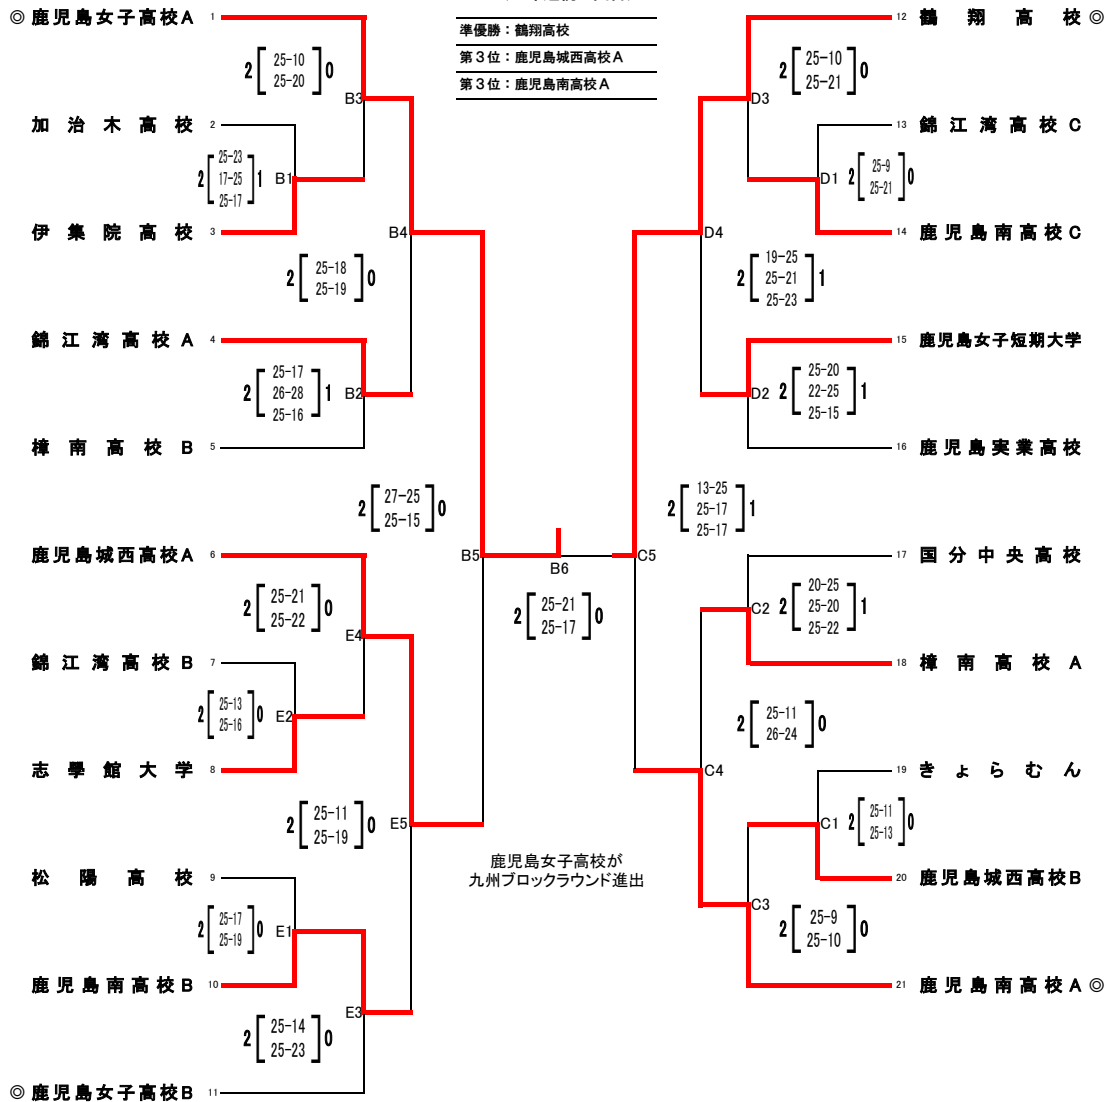 準優勝：鶴翔高校
第３位：鹿児島城西高校Ａ
第３位：鹿児島南高校Ａ
◎ 鹿児島女子高校A 1
2 [ 25-10 25-20 ] 0
B3
加治木高校 2
2 [ 25-23 17-25 25-17 ] 1 B1
伊集院高校 3
B4
2 [ 25-18 25-19 ] 0
錦江湾高校A 4
2 [ 25-17 26-28 25-16 ] 1 B2
樟南高校B 5
2 [ 27-25 25-15 ] 0
鹿児島城西高校A 6
B5
2 [ 25-21 25-22 ] 0
E4
錦江湾高校B 7
2 [ 25-13 25-16 ] 0 E2
志學館大学 8
2 [ 25-11 25-19 ] 0 E5
松陽高校 9
2 [ 25-17 25-19 ] 0 E1
鹿児島南高校B 10
E3
2 [ 25-14 25-23 ] 0
◎ 鹿児島女子高校B 11
B6
2 [ 25-21 25-17 ] 0
鹿児島女子高校が
九州ブロックラウンド進出
12 鶴翔高校 ◎
2 [ 25-10 25-21 ] 0
D3
13 錦江湾高校C
D1 2 [ 25-9 25-21 ] 0
14 鹿児島南高校C
D4
2 [ 19-25 25-21 25-23 ] 1
15 鹿児島女子短期大学
D2 2 [ 25-20 22-25 25-15 ] 1
16 鹿児島実業高校
2 [ 13-25 25-17 25-17 ] 1
C5
17 国分中央高校
C2 2 [ 20-25 25-20 25-22 ] 1
18 樟南高校A
2 [ 25-11 26-24 ] 0
C4
19 きょらむん
C1 2 [ 25-11 25-13 ] 0
20 鹿児島城西高校B
C3
2 [ 25-9 25-10 ] 0
21 鹿児島南高校A ◎